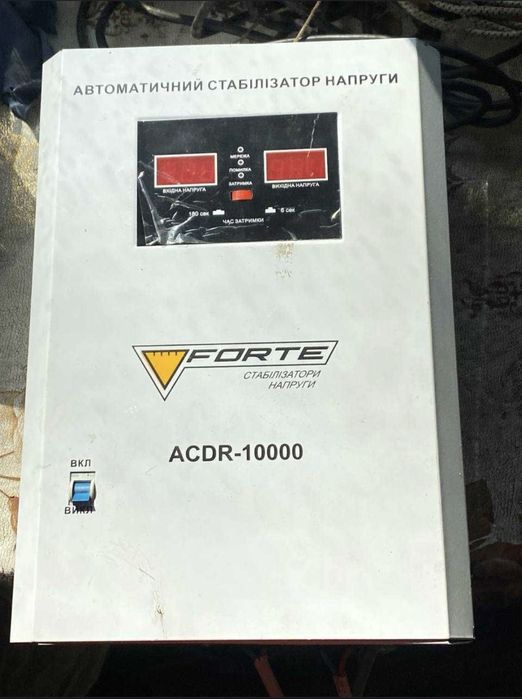 АВТОМАТИЧНИЙ СТАБІЛІЗАТОР НАПРУГИ
МЕРЕЖА
ПОМИЛКА
ЗАТРИМКА
ВХІДНА НАПРУГА
ВИХІДНА НАПРУГА
180 сек
6 сек
ЧАС ЗАТРИМКИ
FORTE
СТАБІЛІЗАТОРИ
НАПРУГИ
ACDR-10000
ВКЛ
ВИКЛ